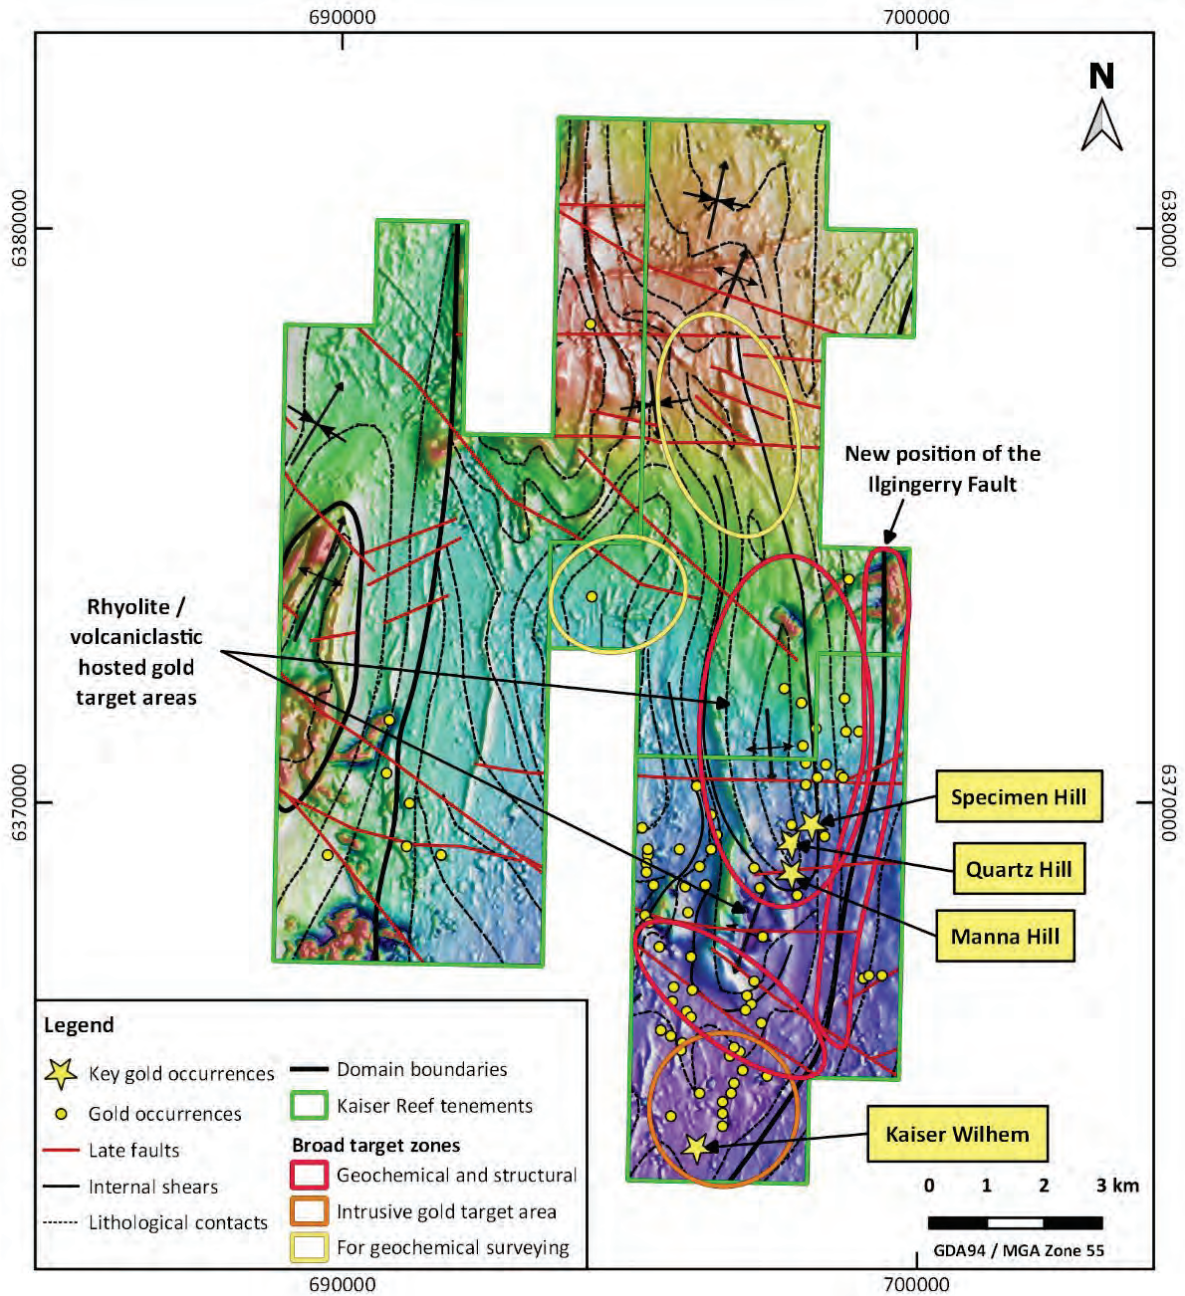 690000
700000
N
6380000
6380000
New position of the
Ilgingerry Fault
Rhyolite /
volcaniclastic
hosted gold
target areas
6370000
6370000
Specimen Hill
Quartz Hill
Manna Hill
Kaiser Wilhem
Legend
Key gold occurrences
Gold occurrences
Late faults
Internal shears
Lithological contacts
Domain boundaries
Kaiser Reef tenements
Broad target zones
Geochemical and structural
Intrusive gold target area
For geochemical surveying
0 1 2 3 km
GDA94 / MGA Zone 55
690000
700000